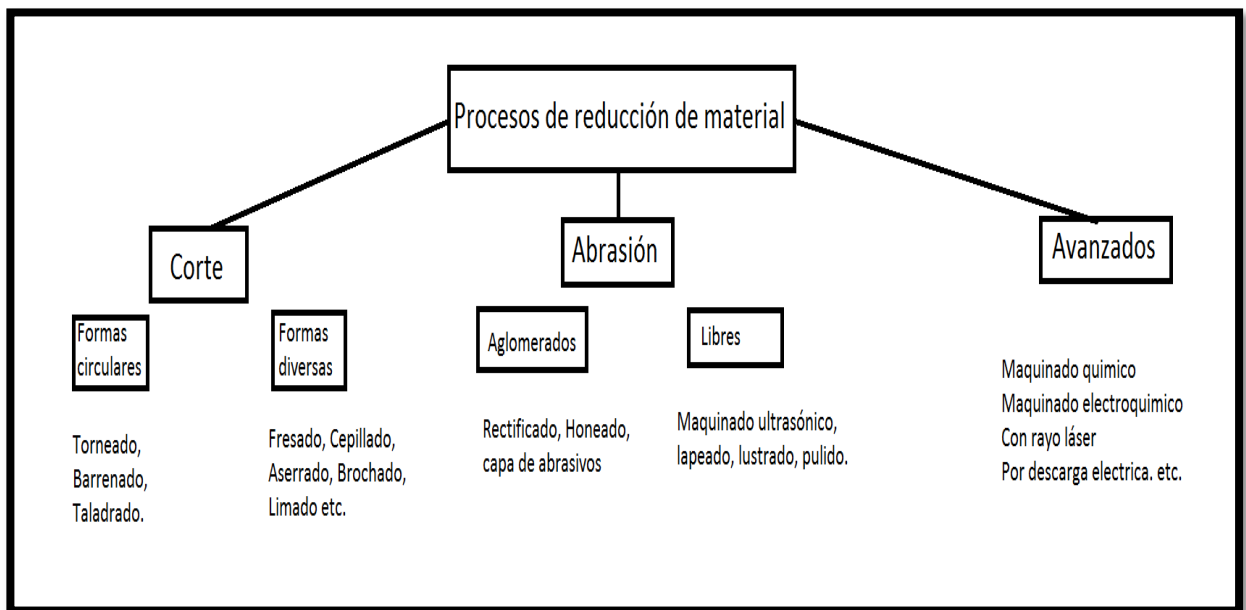 Procesos de reducción de material
Corte
Abrasión
Avanzados
Formas
circulares
Formas
diversas
Aglomerados
Libres
Torneado,
Barrenado,
Taladrado.
Fresado, Cepillado,
Aserrado, Brochado,
Limado etc.
Rectificado, Honeado,
capa de abrasivos
Maquinado ultrasónico,
lapeado, lustrado, pulido.
Maquinado quimico
Maquinado electroquimico
Con rayo láser
Por descarga electrica. etc.